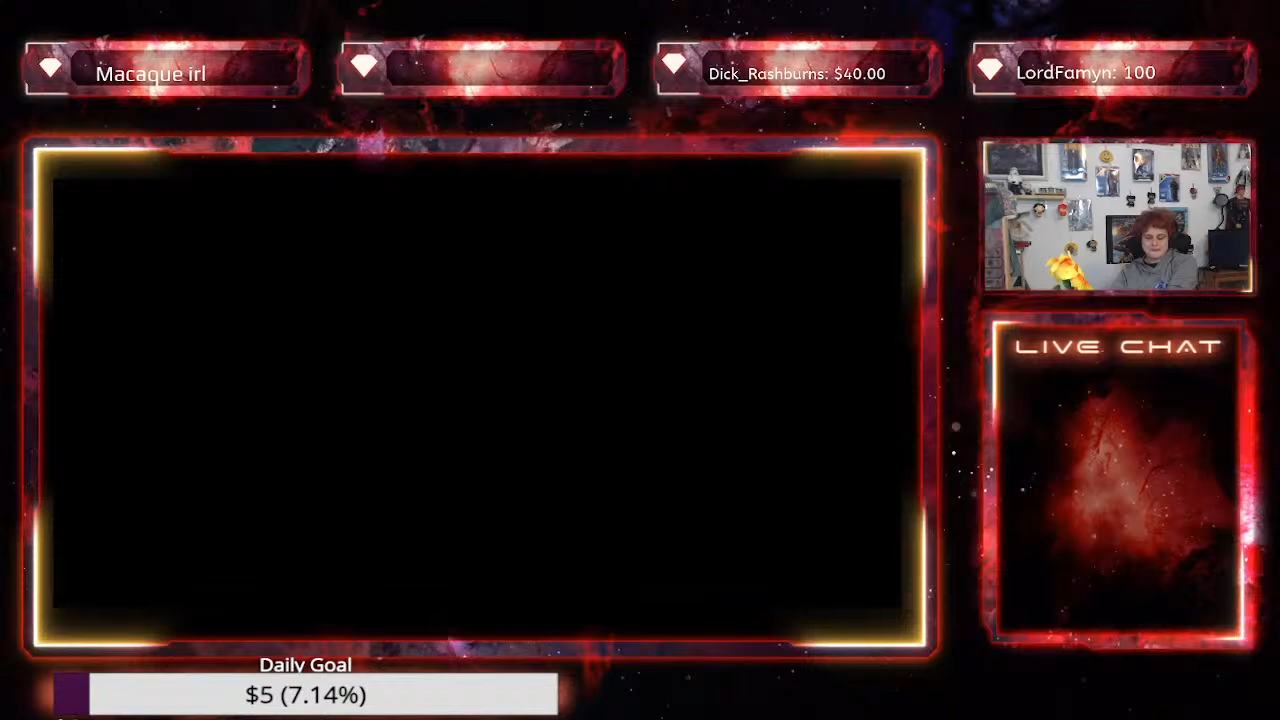 Macaque irl
Dick_Rashburns: $40.00
LordFamyn: 100
LIVE CHAT
Daily Goal
$5 (7.14%)